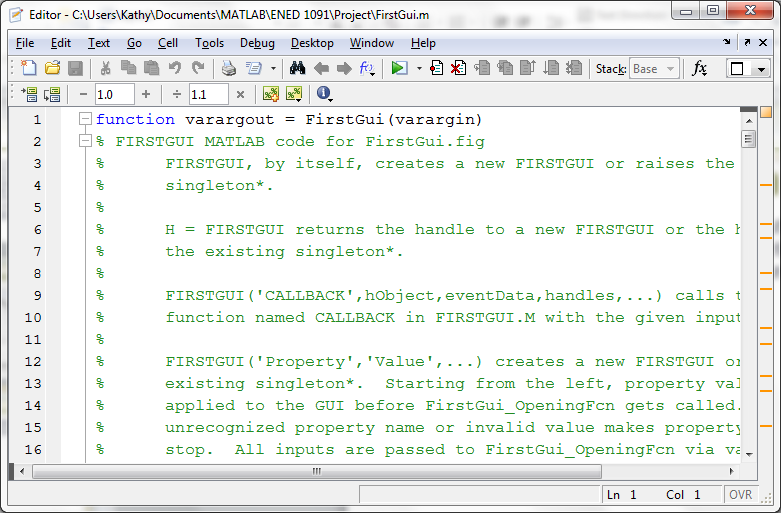 Editor - C:\Users\Kathy\Documents\MATLAB\ENED 1091\Project\FirstGui.m
File Edit Text Go Cell Tools Debug Desktop Window Help
Stack: Base fx
− 1.0 + ÷ 1.1 ×
1 function varargout = FirstGui(varargin)
2 % FIRSTGUI MATLAB code for FirstGui.fig
3 % FIRSTGUI, by itself, creates a new FIRSTGUI or raises the
4 % singleton*.
5 %
6 % H = FIRSTGUI returns the handle to a new FIRSTGUI or the
7 % the existing singleton*.
8 %
9 % FIRSTGUI('CALLBACK',hObject,eventData,handles,...) calls
10 % function named CALLBACK in FIRSTGUI.M with the given input
11 %
12 % FIRSTGUI('Property','Value',...) creates a new FIRSTGUI or
13 % existing singleton*. Starting from the left, property val
14 % applied to the GUI before FirstGui_OpeningFcn gets called.
15 % unrecognized property name or invalid value makes property
16 % stop. All inputs are passed to FirstGui_OpeningFcn via va
Ln 1 Col 1 OVR